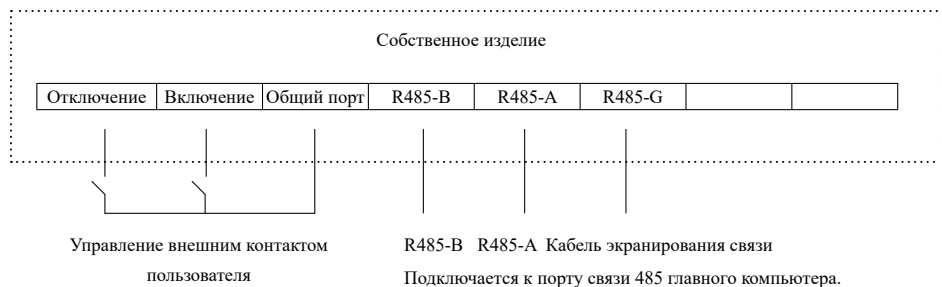 Собственное изделие
Отключение Включение Общий порт R485-B R485-A R485-G
Управление внешним контактом
пользователя
R485-B R485-A Кабель экранирования связи
Подключается к порту связи 485 главного компьютера.